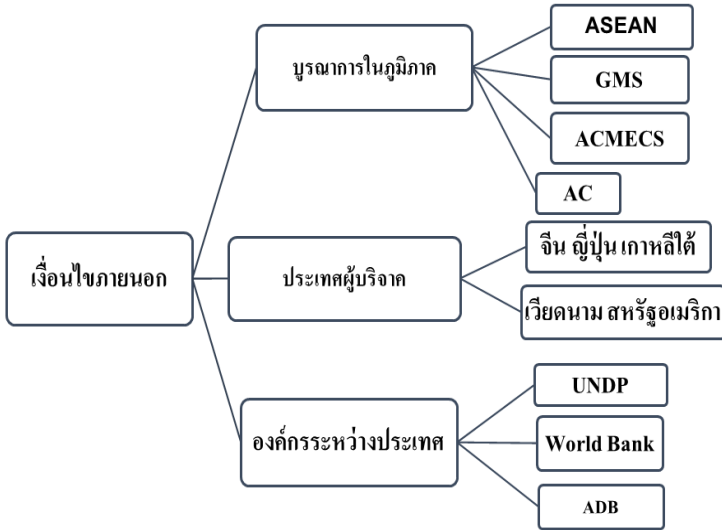 เงื่อนไขภายนอก
บูรณาการในภูมิภาค
ASEAN
GMS
ACMECS
AC
ประเทศผู้บริจาค
จีน ญี่ปุ่น เกาหลีใต้
เวียดนาม สหรัฐอเมริกา
องค์กรระหว่างประเทศ
UNDP
World Bank
ADB